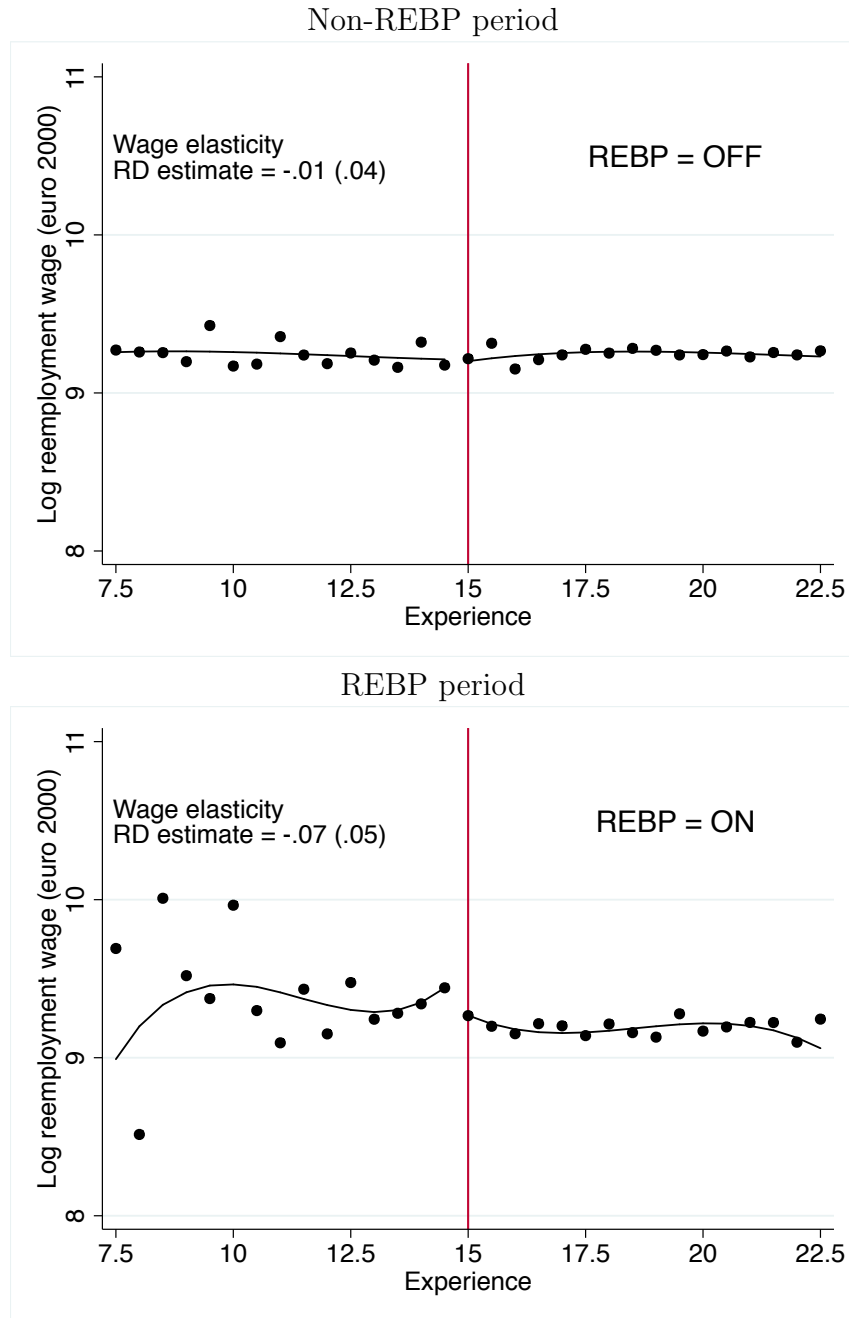 Non-REBP period
Log reemployment wage (euro 2000)
11
10
9
8
Wage elasticity
RD estimate = -.01 (.04)
REBP = OFF
7.5 10 12.5 15 17.5 20 22.5
Experience
REBP period
Log reemployment wage (euro 2000)
11
10
9
8
Wage elasticity
RD estimate = -.07 (.05)
REBP = ON
7.5 10 12.5 15 17.5 20 22.5
Experience